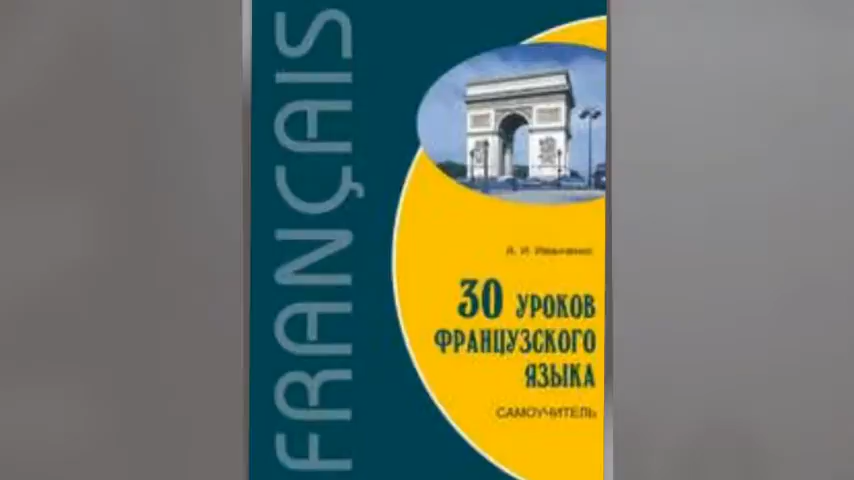 FRANÇAIS
А. И. Иванченко
30 УРОКОВ
ФРАНЦУЗСКОГО
ЯЗЫКА
САМОУЧИТЕЛЬ